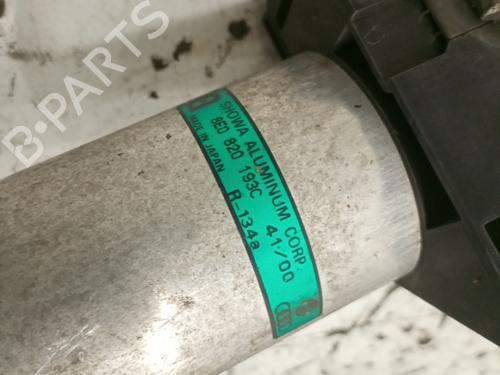 B-PARTS
SHOWA ALUMINUM CORP.
8E0 820 193C 41/00
MADE IN JAPAN R-134a